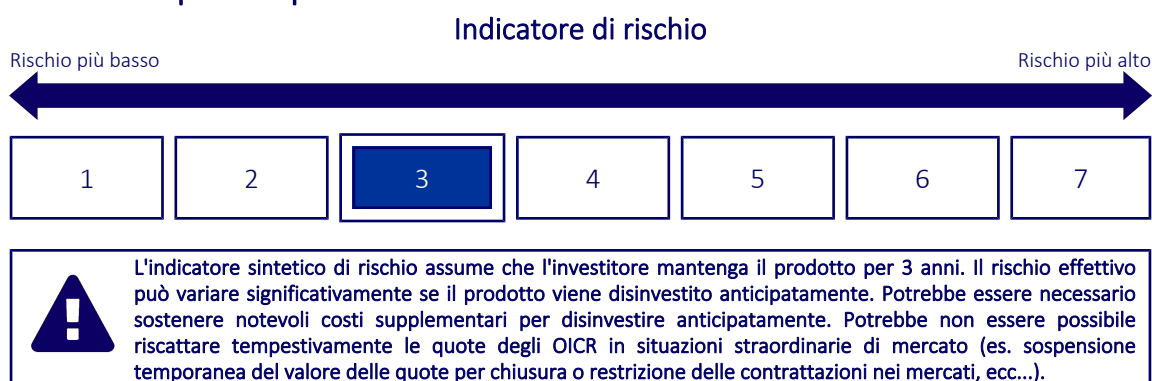 Indicatore di rischio
Rischio più basso Rischio più alto
1 2 3 4 5 6 7
L'indicatore sintetico di rischio assume che l'investitore mantenga il prodotto per 3 anni. Il rischio effettivo
può variare significativamente se il prodotto viene disinvestito anticipatamente. Potrebbe essere necessario
sostenere notevoli costi supplementari per disinvestire anticipatamente. Potrebbe non essere possibile
riscattare tempestivamente le quote degli OICR in situazioni straordinarie di mercato (es. sospensione
temporanea del valore delle quote per chiusura o restrizione delle contrattazioni nei mercati, ecc...).